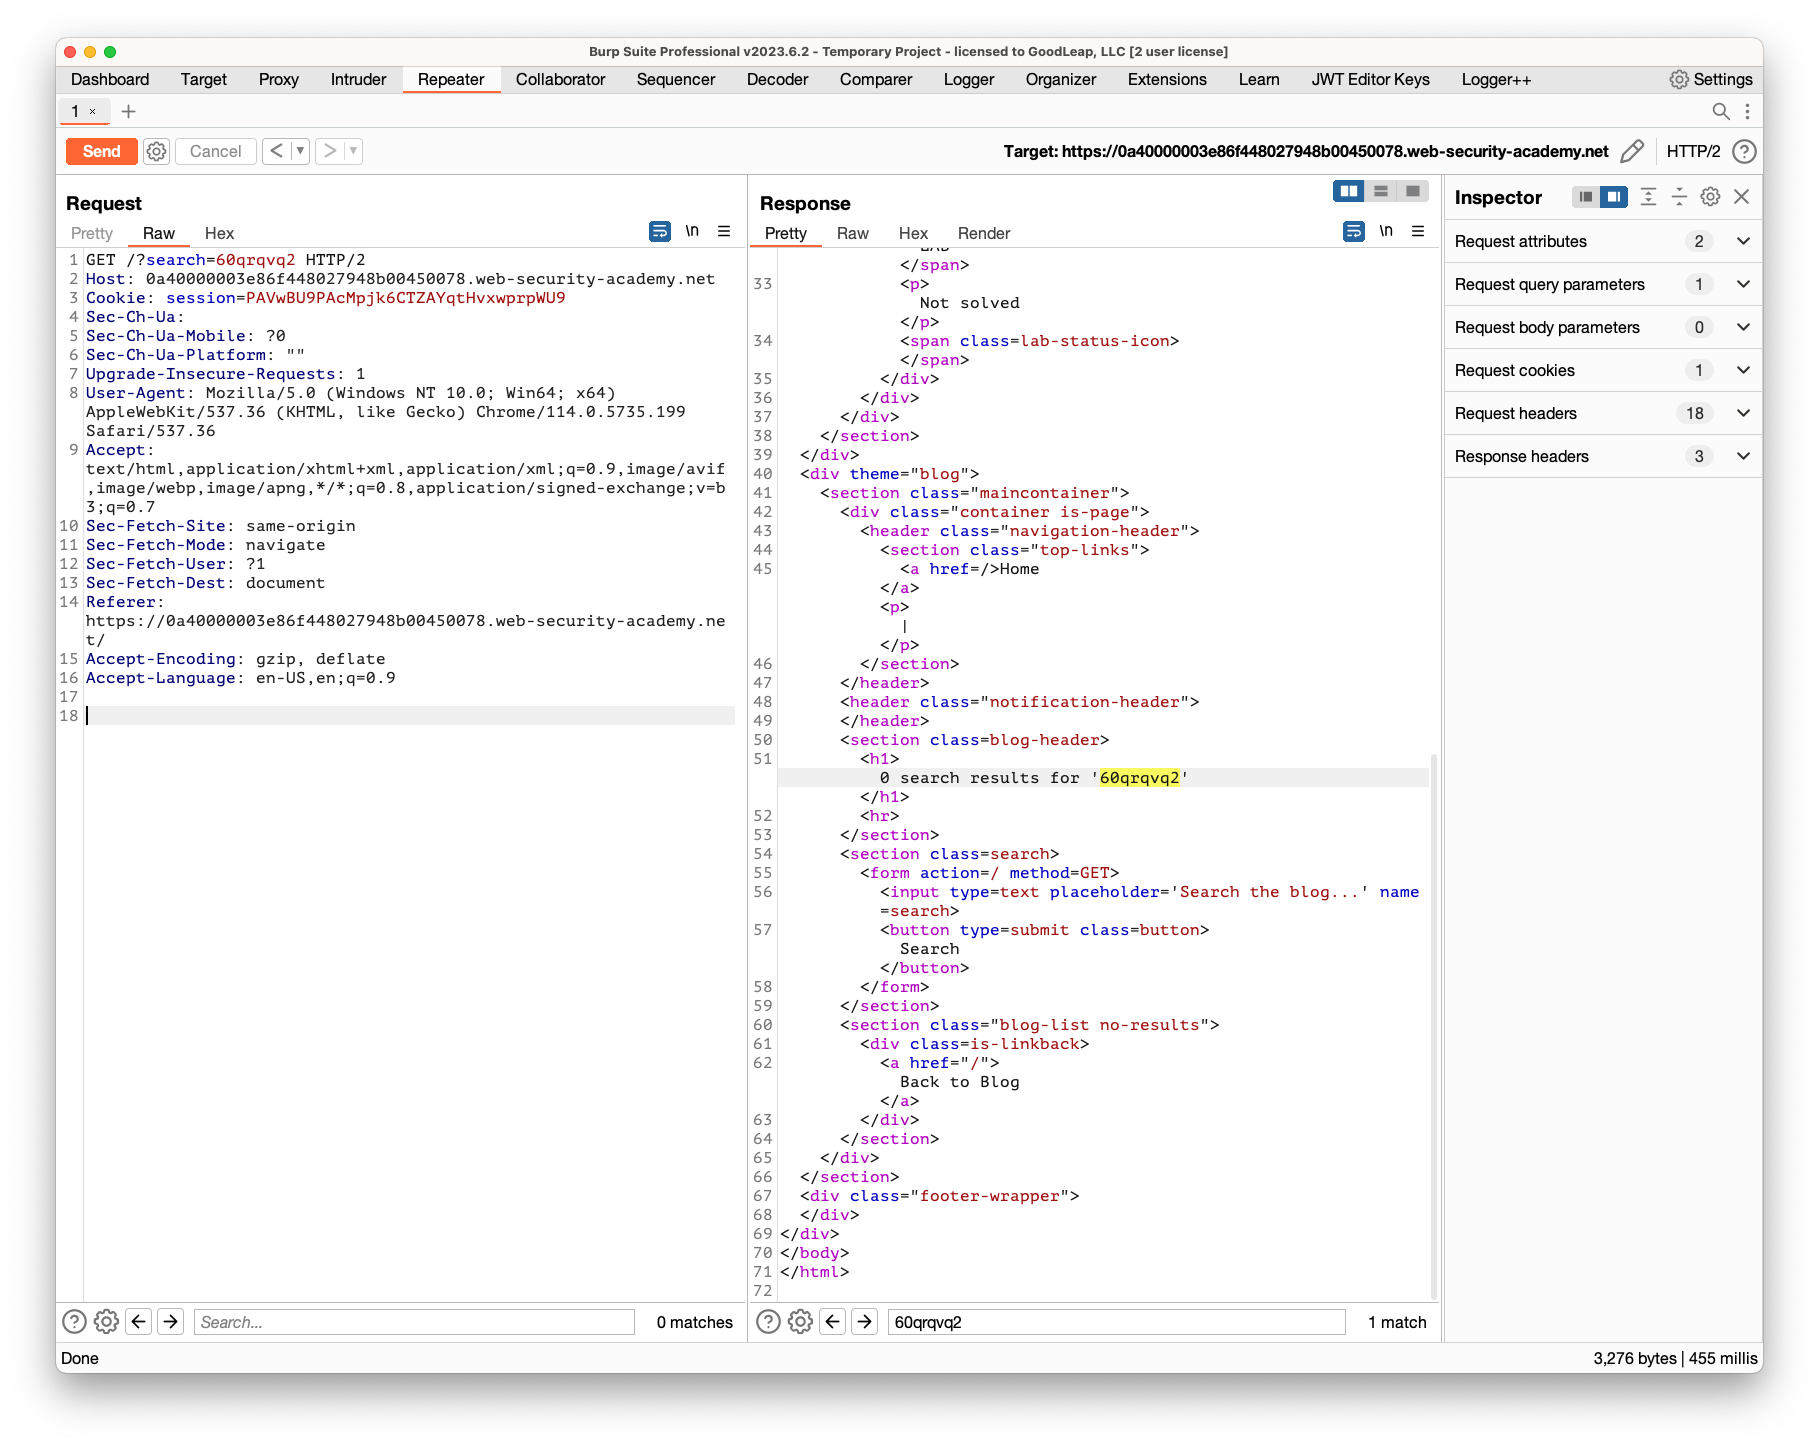 Burp Suite Professional v2023.6.2 - Temporary Project - licensed to GoodLeap, LLC [2 user license]
Dashboard Target Proxy Intruder Repeater Collaborator Sequencer Decoder Comparer Logger Organizer Extensions Learn JWT Editor Keys Logger++ Settings
1 × +
Send Cancel < ▼ > ▼ Target: https://0a40000003e86f448027948b00450078.web-security-academy.net HTTP/2 ?
Request
Pretty Raw Hex \n
1 GET /?search=60qrqvq2 HTTP/2
2 Host: 0a40000003e86f448027948b00450078.web-security-academy.net
3 Cookie: session=PAVwBU9PAcMpjk6CTZAYqtHvxwprpWU9
4 Sec-Ch-Ua:
5 Sec-Ch-Ua-Mobile: ?0
6 Sec-Ch-Ua-Platform: ""
7 Upgrade-Insecure-Requests: 1
8 User-Agent: Mozilla/5.0 (Windows NT 10.0; Win64; x64)
AppleWebKit/537.36 (KHTML, like Gecko) Chrome/114.0.5735.199
Safari/537.36
9 Accept:
text/html,application/xhtml+xml,application/xml;q=0.9,image/avif
,image/webp,image/apng,*/*;q=0.8,application/signed-exchange;v=b
3;q=0.7
10 Sec-Fetch-Site: same-origin
11 Sec-Fetch-Mode: navigate
12 Sec-Fetch-User: ?1
13 Sec-Fetch-Dest: document
14 Referer:
https://0a40000003e86f448027948b00450078.web-security-academy.ne
t/
15 Accept-Encoding: gzip, deflate
16 Accept-Language: en-US,en;q=0.9
17
18
Search... 0 matches
Response
Pretty Raw Hex Render \n
LAB
</span>
33 <p>
Not solved
</p>
34 <span class=lab-status-icon>
</span>
35 </div>
36 </div>
37 </div>
38 </section>
39 </div>
40 <div theme="blog">
41 <section class="maincontainer">
42 <div class="container is-page">
43 <header class="navigation-header">
44 <section class="top-links">
45 <a href=/>Home
</a>
<p>
|
</p>
46 </section>
47 </header>
48 <header class="notification-header">
49 </header>
50 <section class=blog-header>
51 <h1>
0 search results for '60qrqvq2'
</h1>
52 <hr>
53 </section>
54 <section class=search>
55 <form action=/ method=GET>
56 <input type=text placeholder='Search the blog...' name
=search>
57 <button type=submit class=button>
Search
</button>
58 </form>
59 </section>
60 <section class="blog-list no-results">
61 <div class=is-linkback>
62 <a href="/">
Back to Blog
</a>
63 </div>
64 </section>
65 </div>
66 </section>
67 <div class="footer-wrapper">
68 </div>
69 </div>
70 </body>
71 </html>
72
60qrqvq2 1 match
Inspector
Request attributes 2
Request query parameters 1
Request body parameters 0
Request cookies 1
Request headers 18
Response headers 3
Done 3,276 bytes | 455 millis